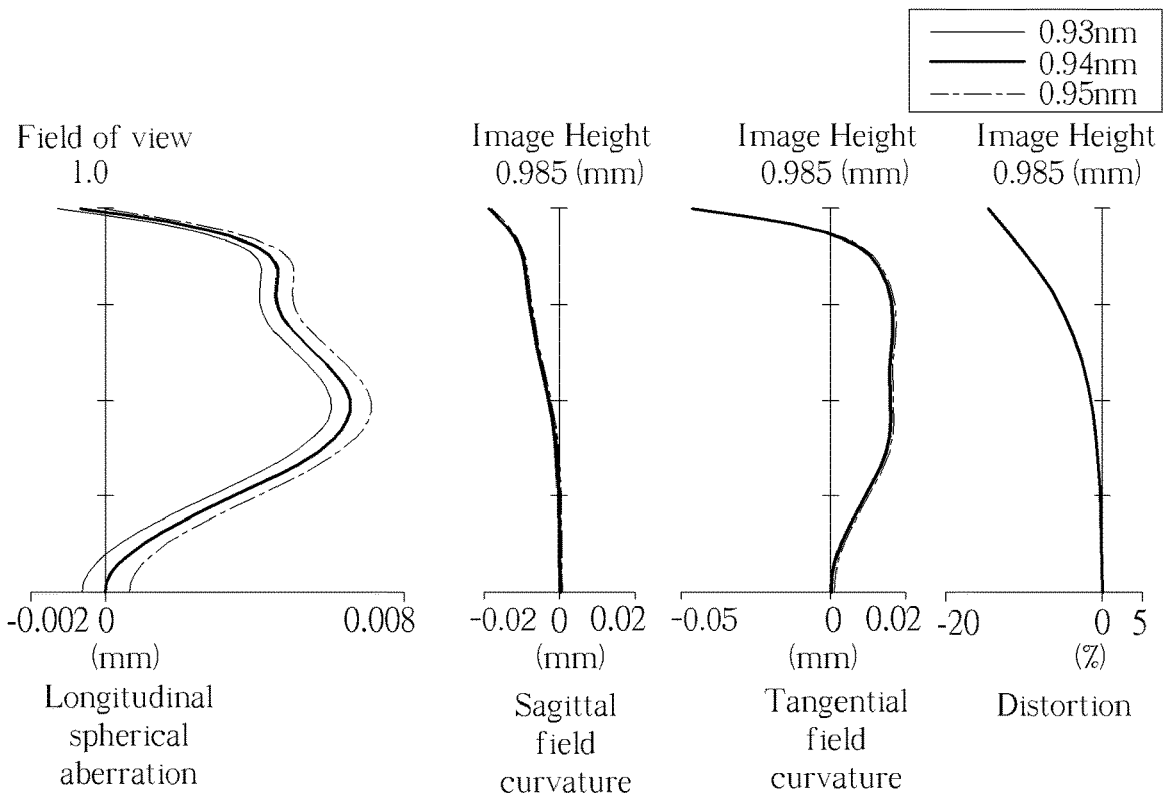 0.93nm
0.94nm
0.95nm
Field of view
1.0
Image Height
0.985 (mm)
Image Height
0.985 (mm)
Image Height
0.985 (mm)
-0.002 0 0.008
(mm)
Longitudinal
spherical
aberration
-0.02 0 0.02
(mm)
Sagittal
field
curvature
-0.05 0 0.02
(mm)
Tangential
field
curvature
-20 0 5
(%)
Distortion